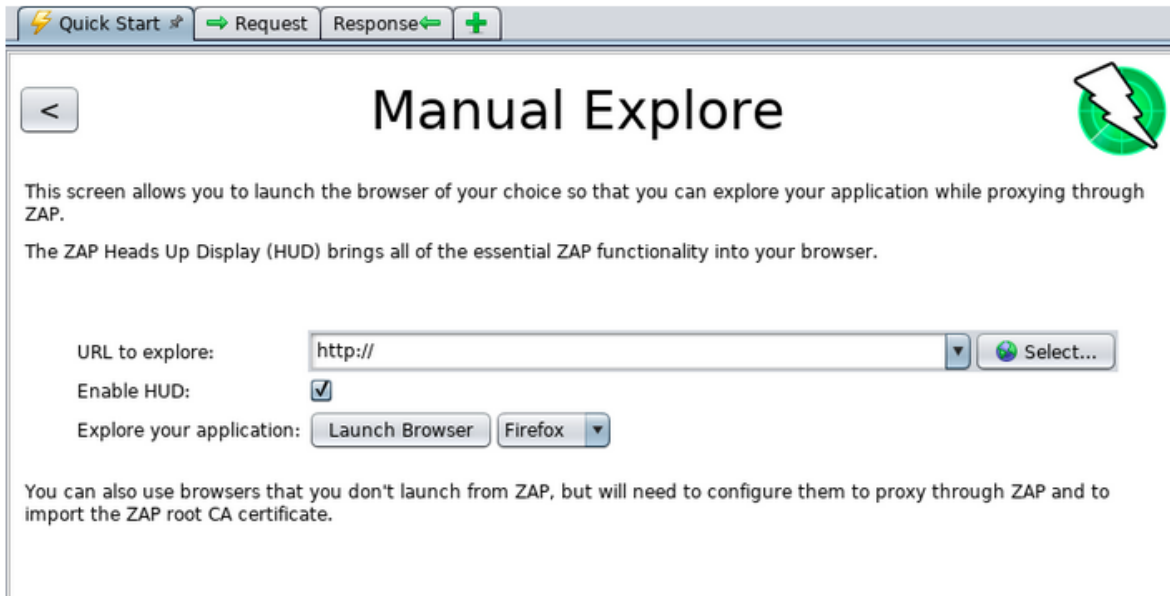 Quick Start Request Response
< Manual Explore
This screen allows you to launch the browser of your choice so that you can explore your application while proxying through
ZAP.
The ZAP Heads Up Display (HUD) brings all of the essential ZAP functionality into your browser.
URL to explore: http:// Select...
Enable HUD:
Explore your application: Launch Browser Firefox
You can also use browsers that you don't launch from ZAP, but will need to configure them to proxy through ZAP and to
import the ZAP root CA certificate.